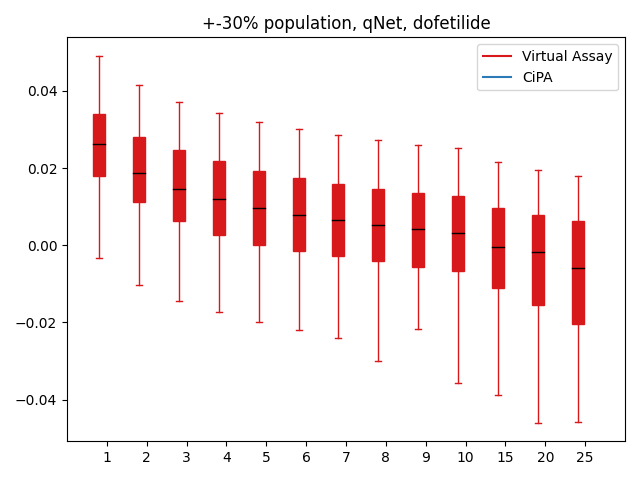 +-30% population, qNet, dofetilide
Virtual Assay
CiPA
0.04
0.02
0.00
−0.02
−0.04
1 2 3 4 5 6 7 8 9 10 15 20 25